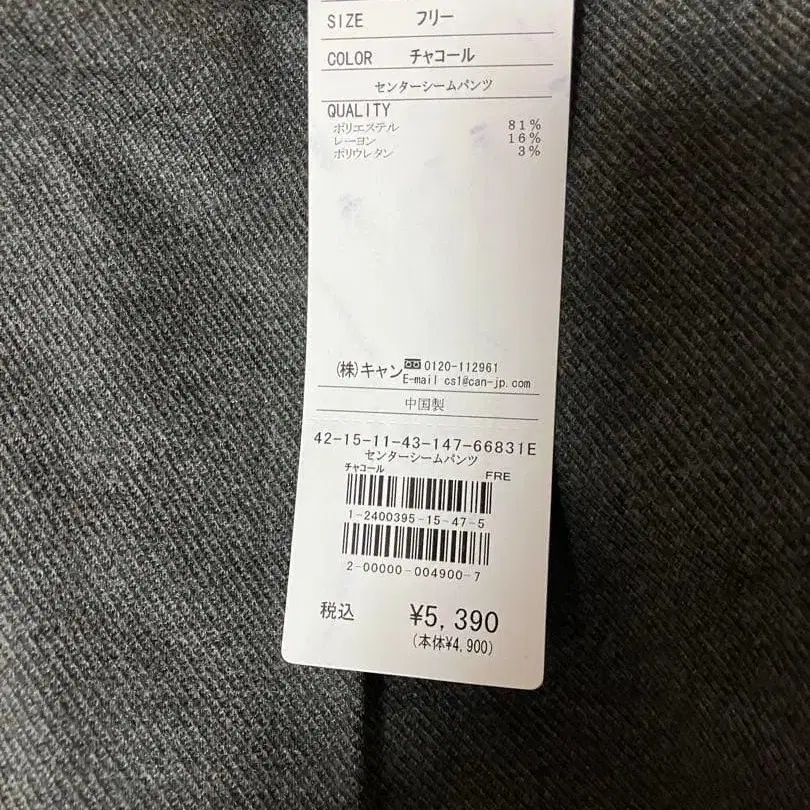 SIZE フリー
COLOR チャコール
センターシームパンツ
QUALITY
ポリエステル 81%
レーヨン 16%
ポリウレタン 3%
(株)キャン 0120-112961
E-mail cs1@can-jp.com
中国製
42-15-11-43-147-66831E
センターシームパンツ
チャコール FRE
1-2400395-15-47-5
2-00000-004900-7
税込 ¥5,390
(本体¥4,900)